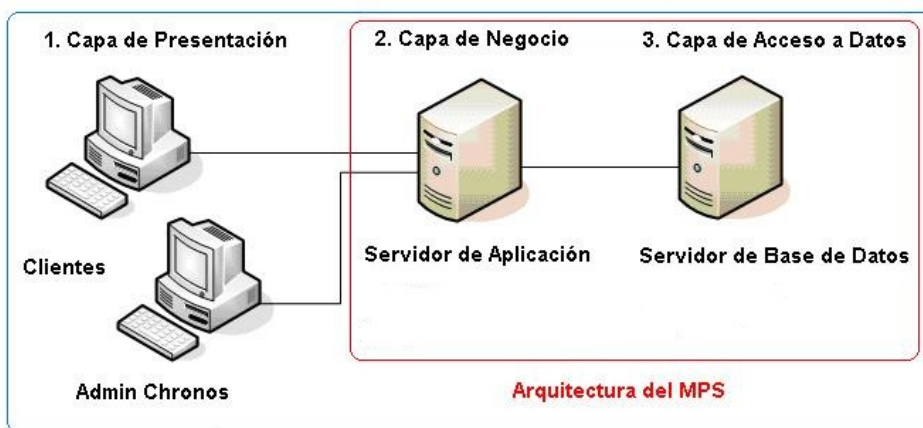 1. Capa de Presentación
2. Capa de Negocio
3. Capa de Acceso a Datos
Servidor de Aplicación
Servidor de Base de Datos
Clientes
Admin Chronos
Arquitectura del MPS